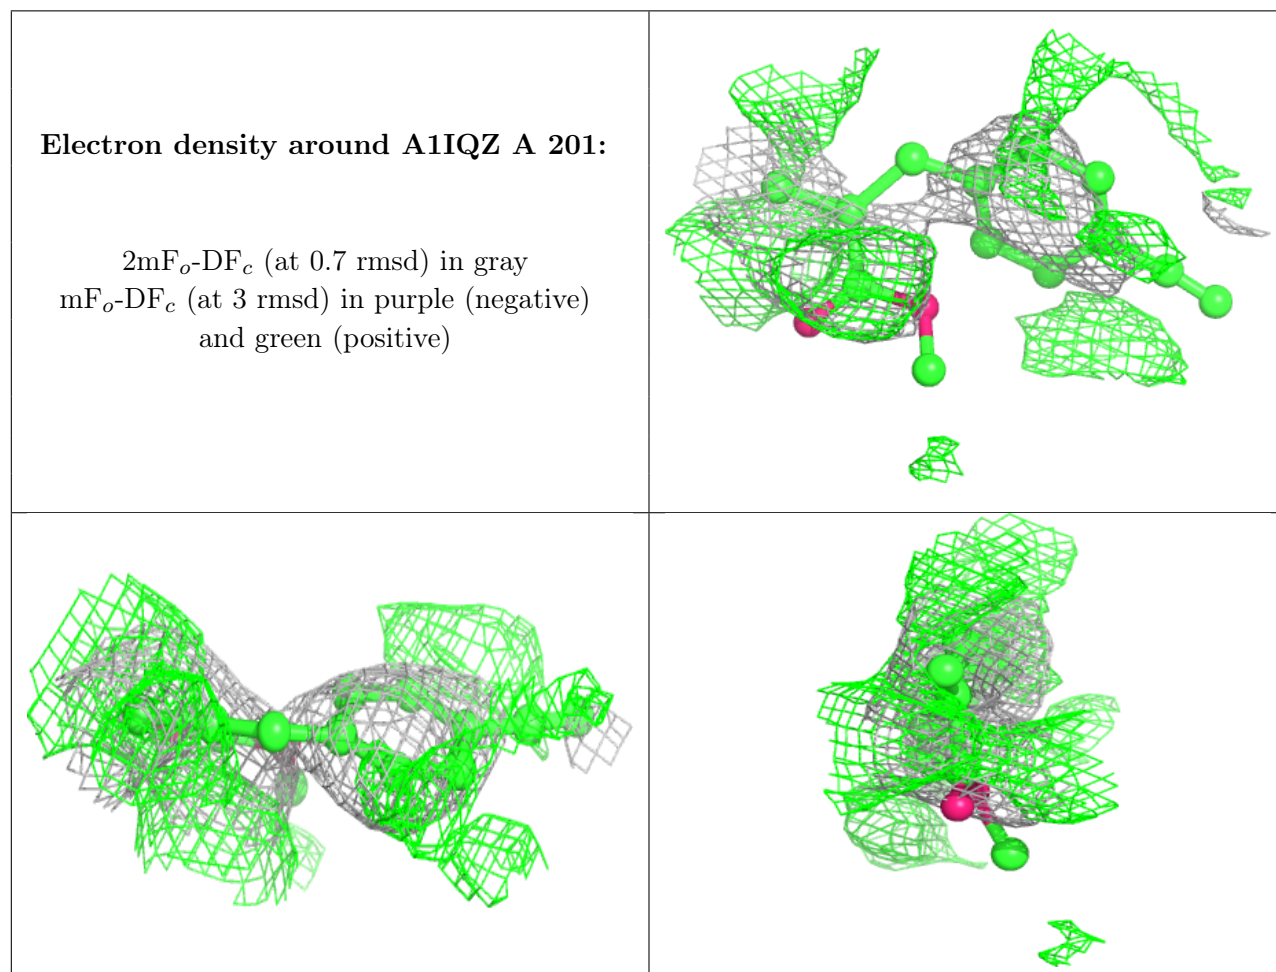 Electron density around A1IQZ A 201:
2mFo-DFc (at 0.7 rmsd) in gray
mFo-DFc (at 3 rmsd) in purple (negative)
and green (positive)